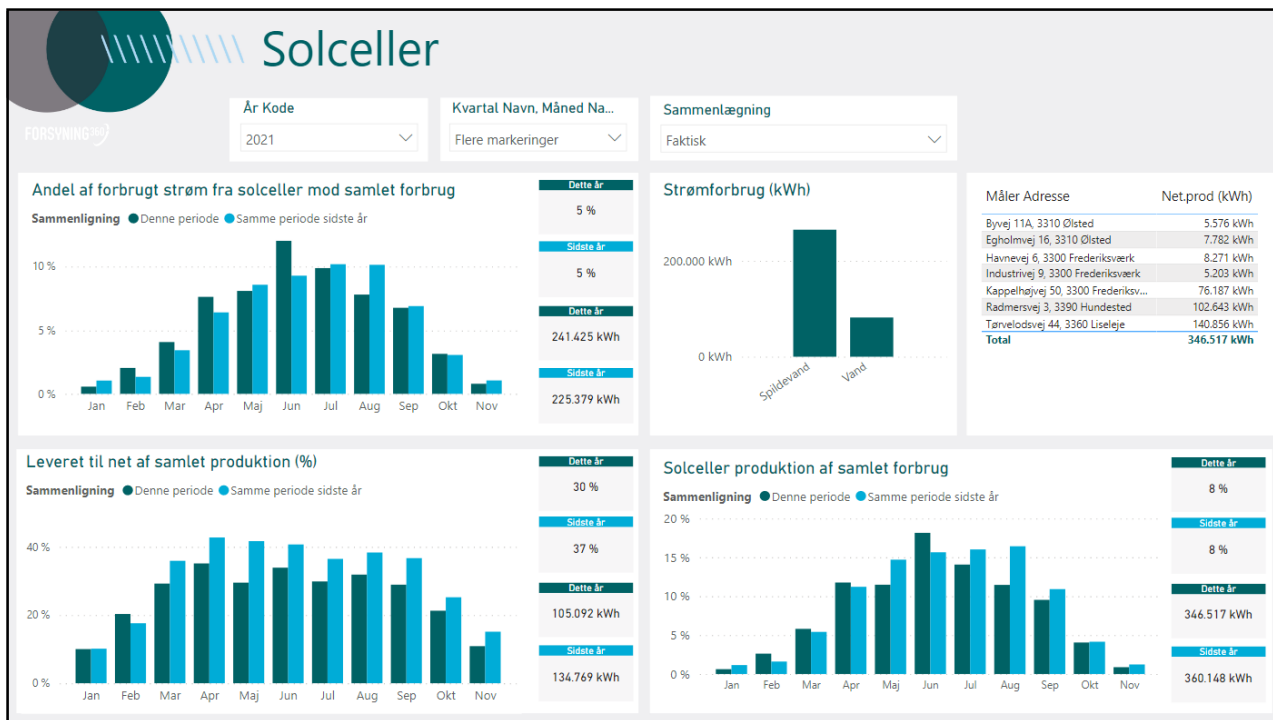 Solceller
FORSYNING 360
År Kode
2021
Kvartal Navn, Måned Na...
Flere markeringer
Sammenlægning
Faktisk
Andel af forbrugt strøm fra solceller mod samlet forbrug
Sammenligning Denne periode Samme periode sidste år
10 %
5 %
0 %
Jan Feb Mar Apr Maj Jun Jul Aug Sep Okt Nov
Dette år
5 %
Sidste år
5 %
Dette år
241.425 kWh
Sidste år
225.379 kWh
Strømforbrug (kWh)
200.000 kWh
0 kWh
Spildevand Vand
Måler Adresse Net.prod (kWh)
Byvej 11A, 3310 Ølsted 5.576 kWh
Egholmvej 16, 3310 Ølsted 7.782 kWh
Havnevej 6, 3300 Frederiksværk 8.271 kWh
Industrivej 9, 3300 Frederiksværk 5.203 kWh
Kappelhøjvej 50, 3300 Frederiksv... 76.187 kWh
Radmersvej 3, 3390 Hundested 102.643 kWh
Tørvelodsvej 44, 3360 Liseleje 140.856 kWh
Total 346.517 kWh
Leveret til net af samlet produktion (%)
Sammenligning Denne periode Samme periode sidste år
40 %
20 %
0 %
Jan Feb Mar Apr Maj Jun Jul Aug Sep Okt Nov
Dette år
30 %
Sidste år
37 %
Dette år
105.092 kWh
Sidste år
134.769 kWh
Solceller produktion af samlet forbrug
Sammenligning Denne periode Samme periode sidste år
20 %
15 %
10 %
5 %
0 %
Jan Feb Mar Apr Maj Jun Jul Aug Sep Okt Nov
Dette år
8 %
Sidste år
8 %
Dette år
346.517 kWh
Sidste år
360.148 kWh